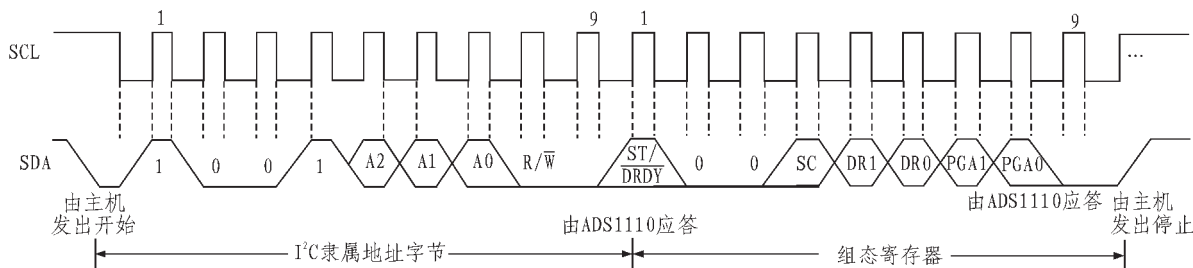 1 9 1 9
SCL ...
SDA 1 0 0 1 A2 A1 A0 R/W̅ ST/D̅R̅D̅Y̅ 0 0 SC DR1 DR0 PGA1 PGA0
由主机发出开始
由ADS1110应答
由ADS1110应答
由主机发出停止
I²C隶属地址字节
组态寄存器